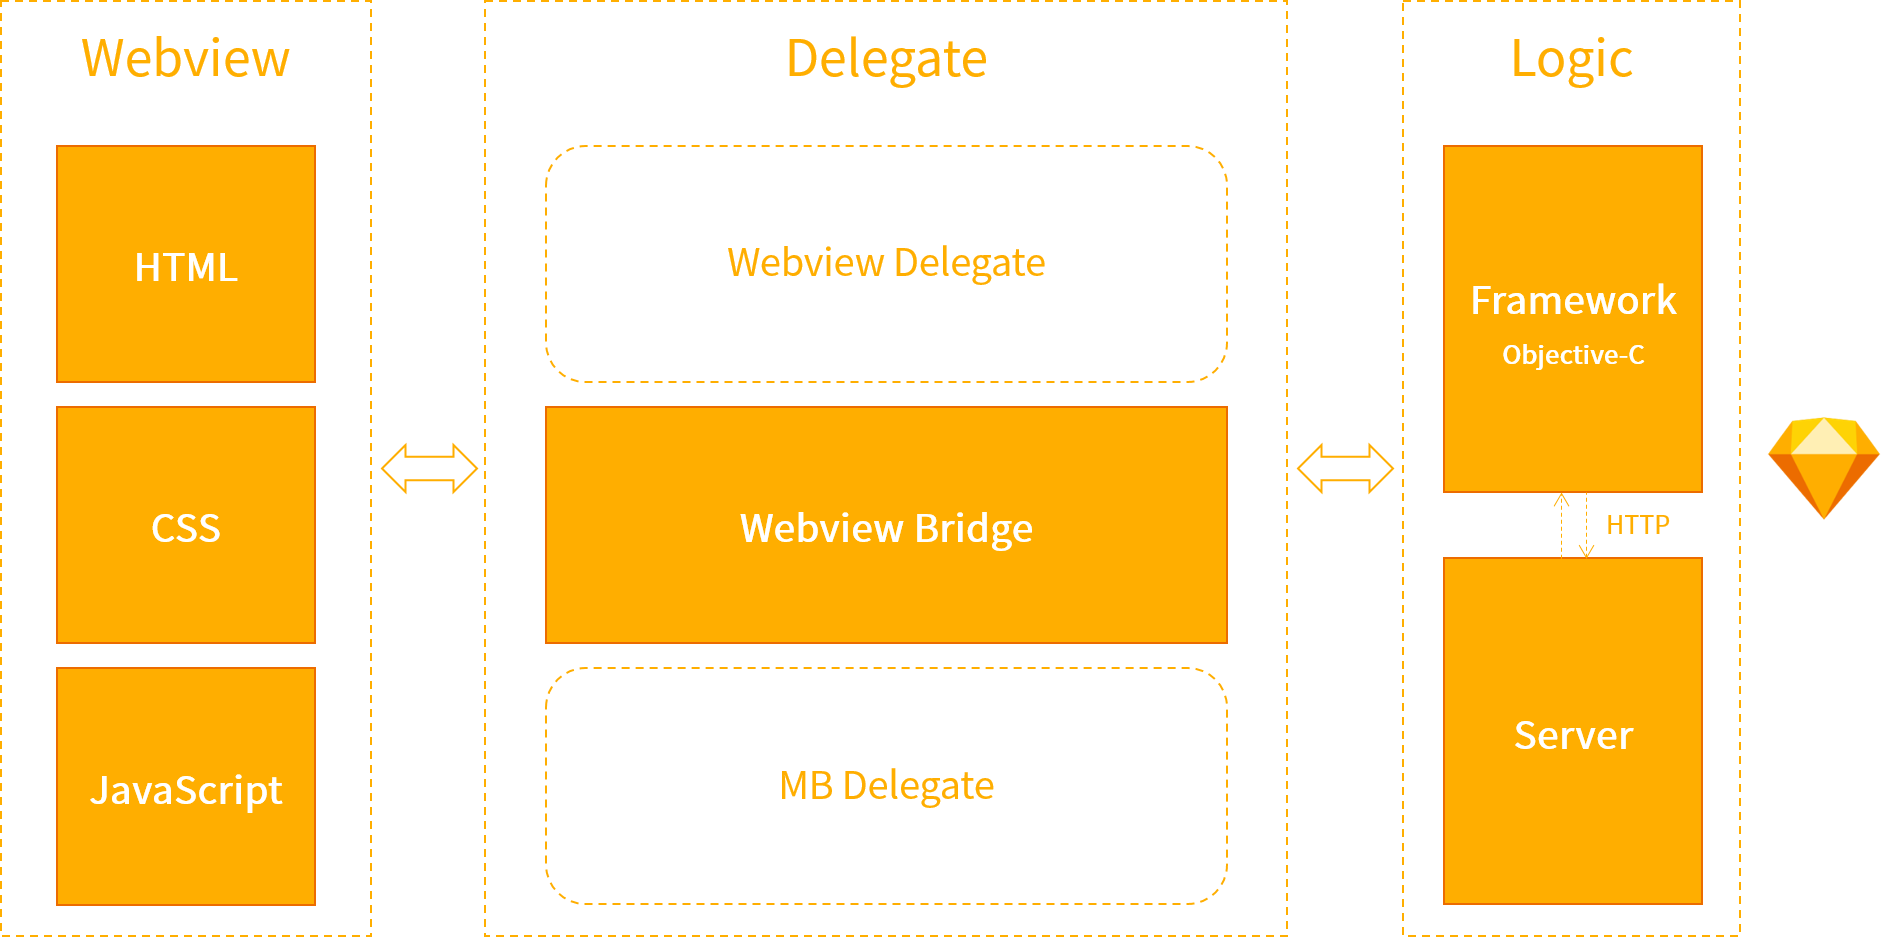 Webview
HTML
CSS
JavaScript
Delegate
Webview Delegate
Webview Bridge
MB Delegate
Logic
Framework
Objective-C
HTTP
Server